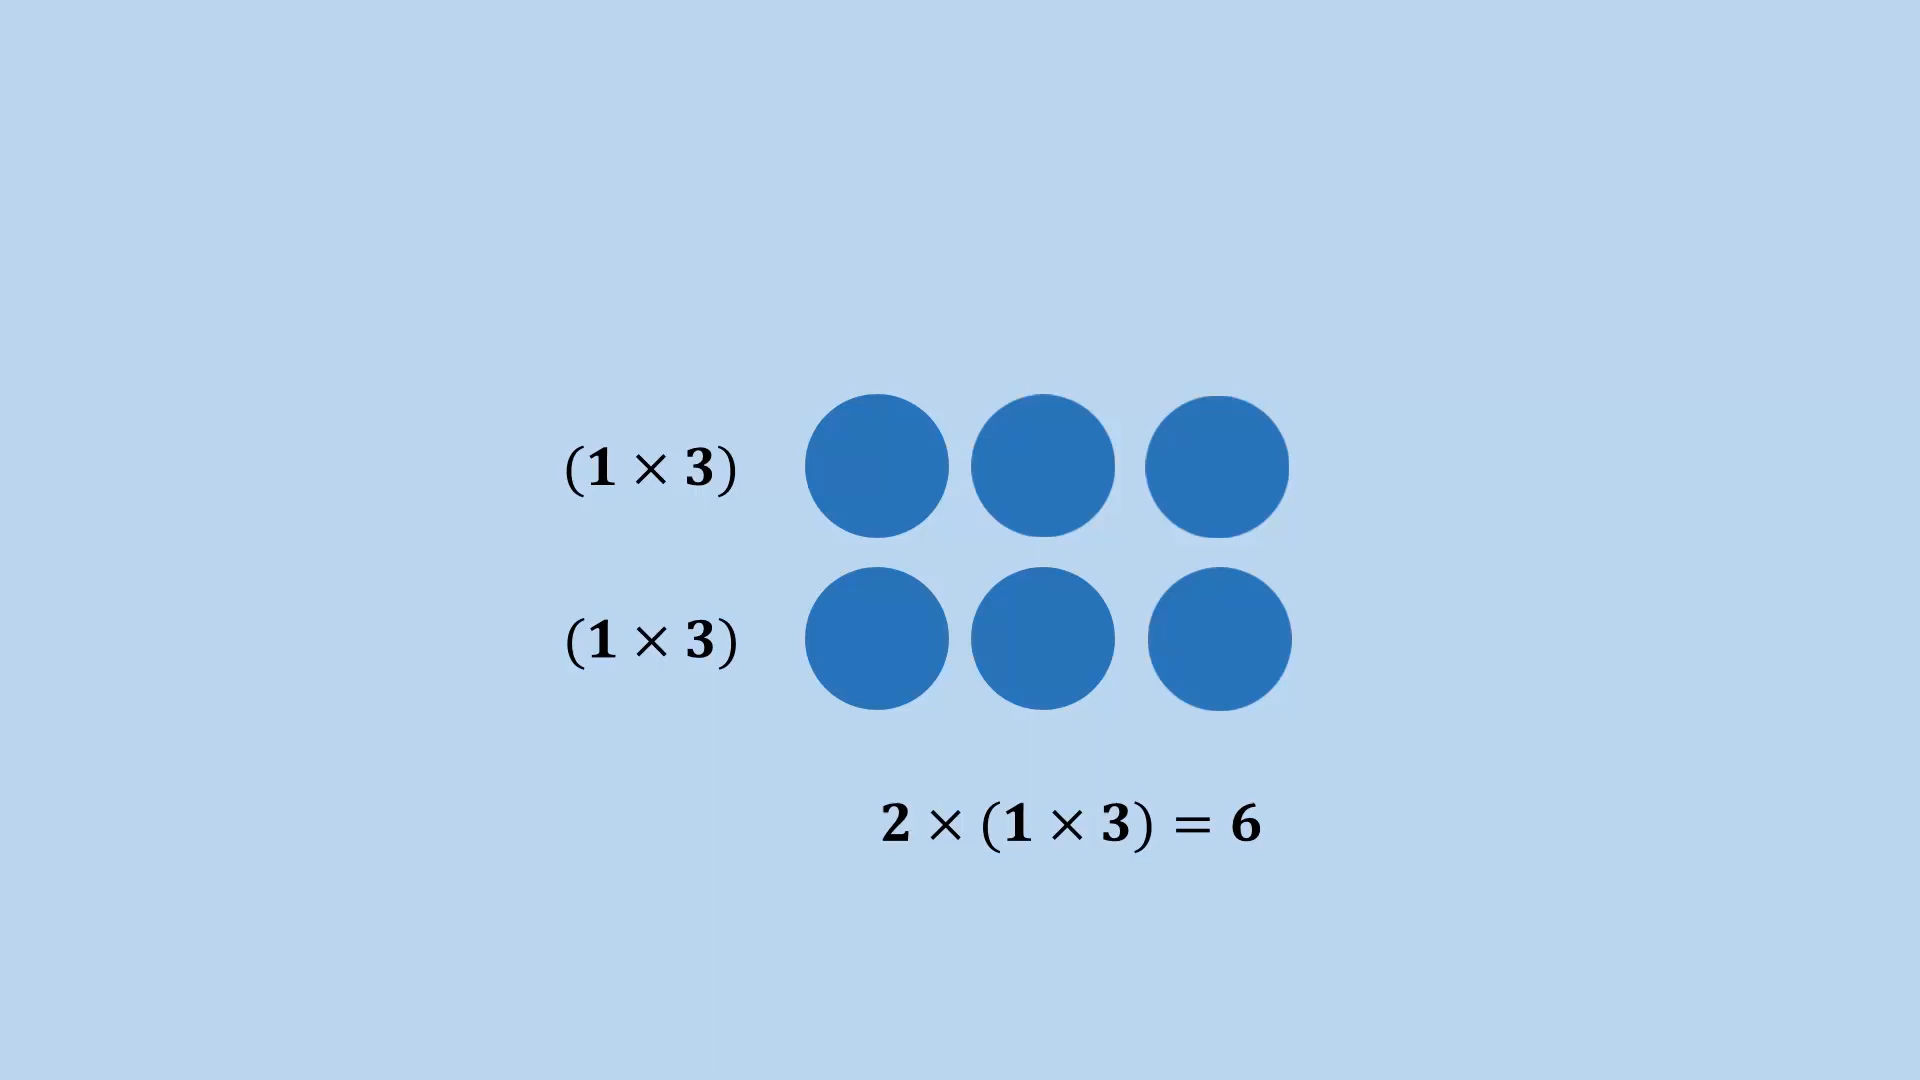 (1 × 3)
(1 × 3)
2 × (1 × 3) = 6